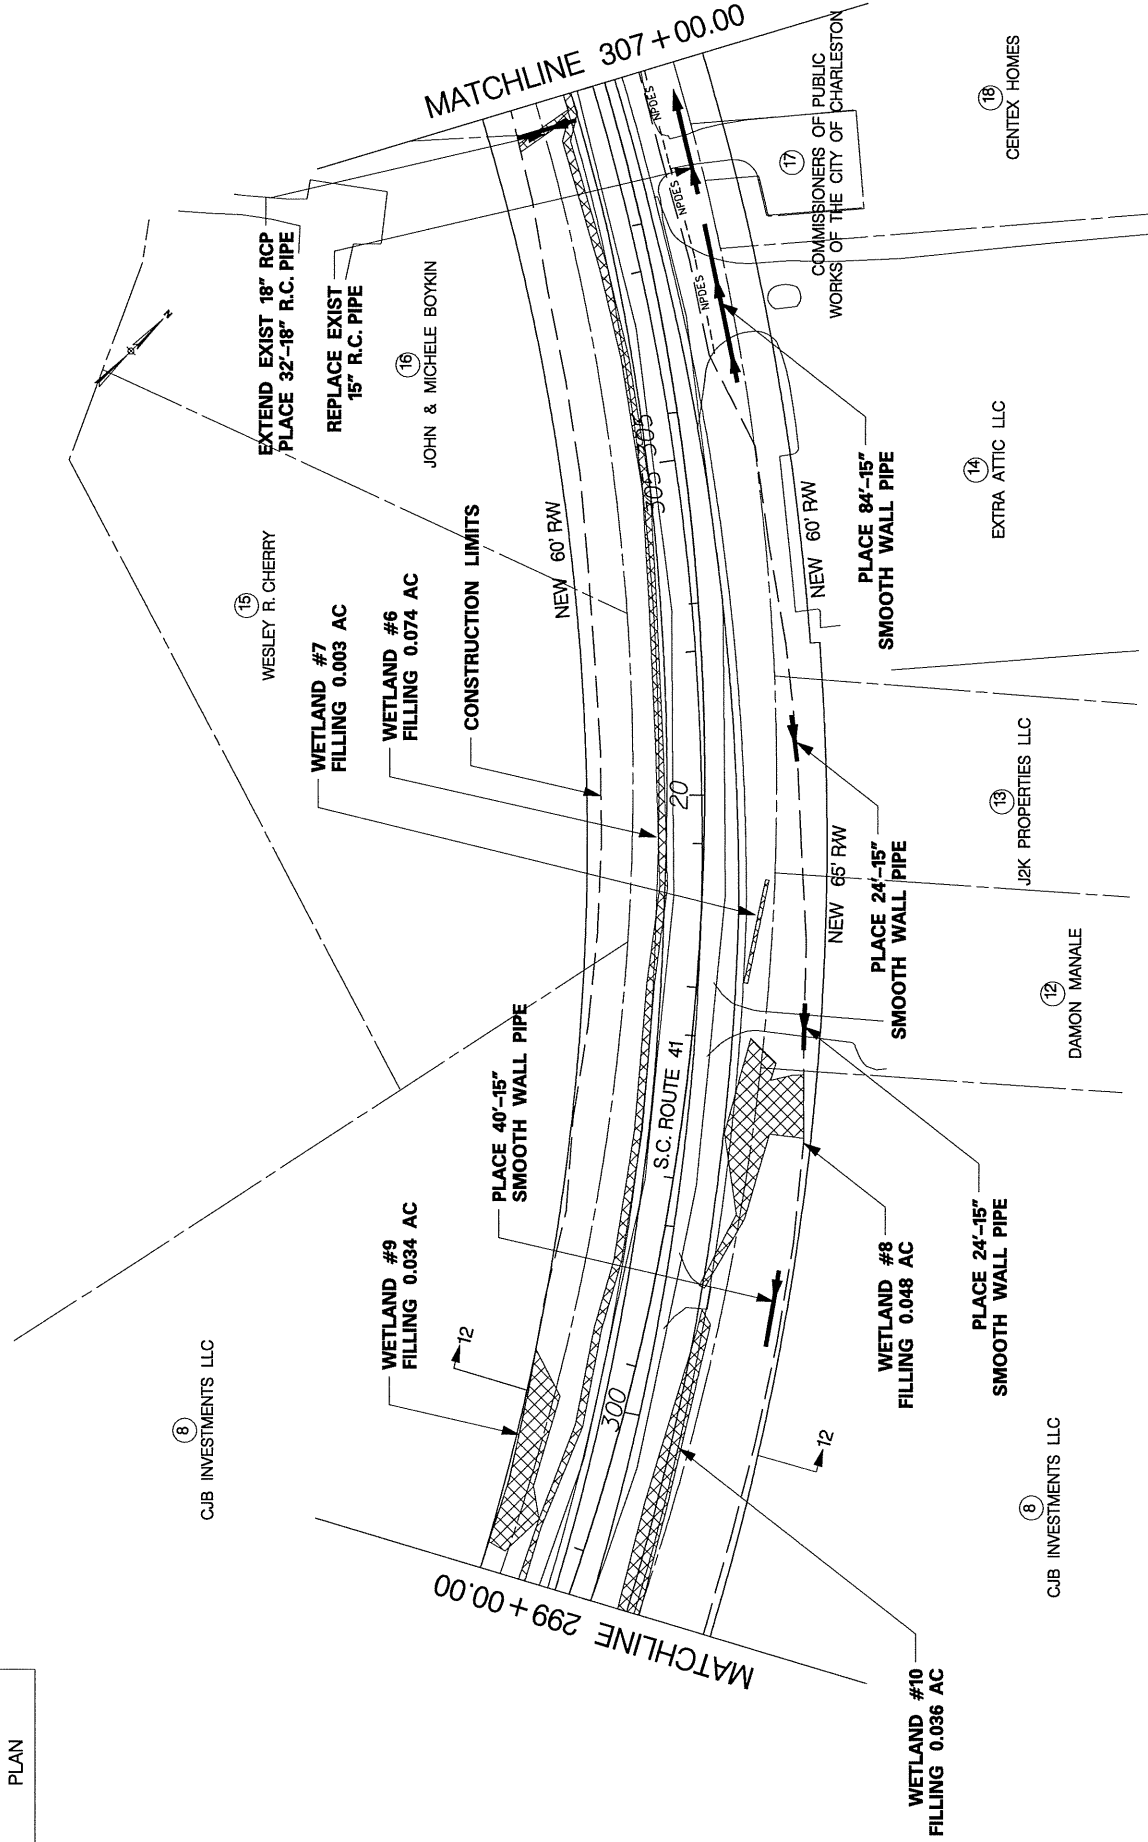 PLAN
MATCHLINE 299+00.00
MATCHLINE 307+00.00
8
CJB INVESTMENTS LLC
15
WESLEY R. CHERRY
EXTEND EXIST 18" RCP
PLACE 32'-18" R.C. PIPE
REPLACE EXIST
15" R.C. PIPE
16
JOHN & MICHELE BOYKIN
N
WETLAND #7
FILLING 0.003 AC
WETLAND #6
FILLING 0.074 AC
CONSTRUCTION LIMITS
WETLAND #9
FILLING 0.034 AC
12
PLACE 40'-15"
SMOOTH WALL PIPE
NEW 60' R/W
300
S.C. ROUTE 41
20
305
305
NPDES
NPDES
NPDES
NEW 65' R/W
NEW 60' R/W
12
WETLAND #10
FILLING 0.036 AC
WETLAND #8
FILLING 0.048 AC
PLACE 24'-15"
SMOOTH WALL PIPE
PLACE 24'-15"
SMOOTH WALL PIPE
PLACE 84'-15"
SMOOTH WALL PIPE
8
CJB INVESTMENTS LLC
12
DAMON MANALE
13
J2K PROPERTIES LLC
14
EXTRA ATTIC LLC
17
COMMISSIONERS OF PUBLIC
WORKS OF THE CITY OF CHARLESTON
18
CENTEX HOMES